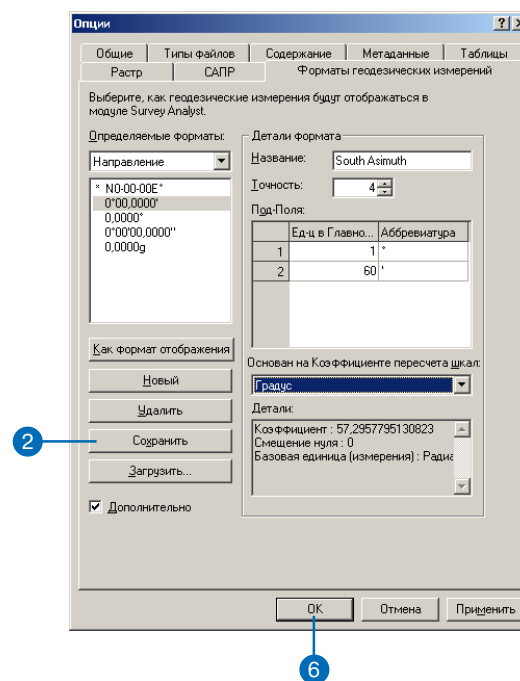 Опции
Общие Типы файлов Содержание Метаданные Таблицы
Растр САПР Форматы геодезических измерений
Выберите, как геодезические измерения будут отображаться в
модуле Survey Analyst.
Определяемые форматы:
Направление
* N0-00-00E*
0°00,0000'
0,0000°
0°00'00,0000''
0,0000g
Как формат отображения
Новый
Удалить
2
Сохранить
Загрузить...
Дополнительно
Детали формата
Название: South Asimuth
Точность: 4
Под-Поля:
Ед-ц в Главно... Аббревиатура
1 1 °
2 60 '
Основан на Коэффициенте пересчета шкал:
Градус
Детали:
Коэффициент : 57,2957795130823
Смещение нуля : 0
Базовая единица (измерения) : Радиа
OK Отмена Применить
6